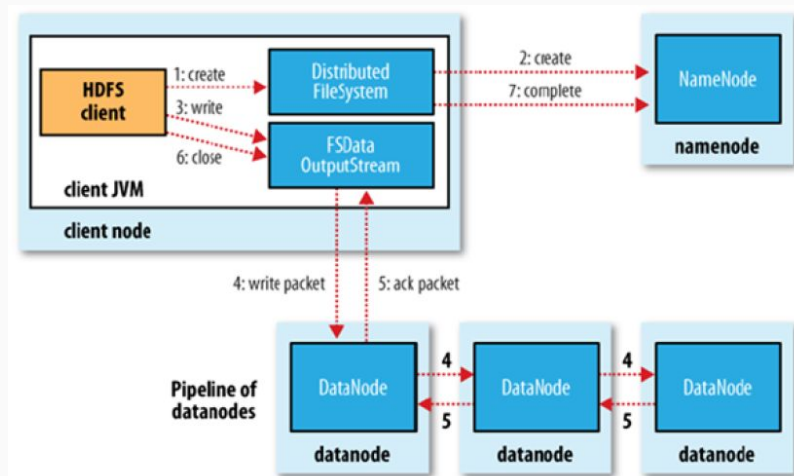 HDFS
client
1: create
3: write
6: close
Distributed
FileSystem
FSData
OutputStream
client JVM
client node
2: create
7: complete
NameNode
namenode
4: write packet
5: ack packet
Pipeline of
datanodes
DataNode
datanode
4
5
DataNode
datanode
4
5
DataNode
datanode